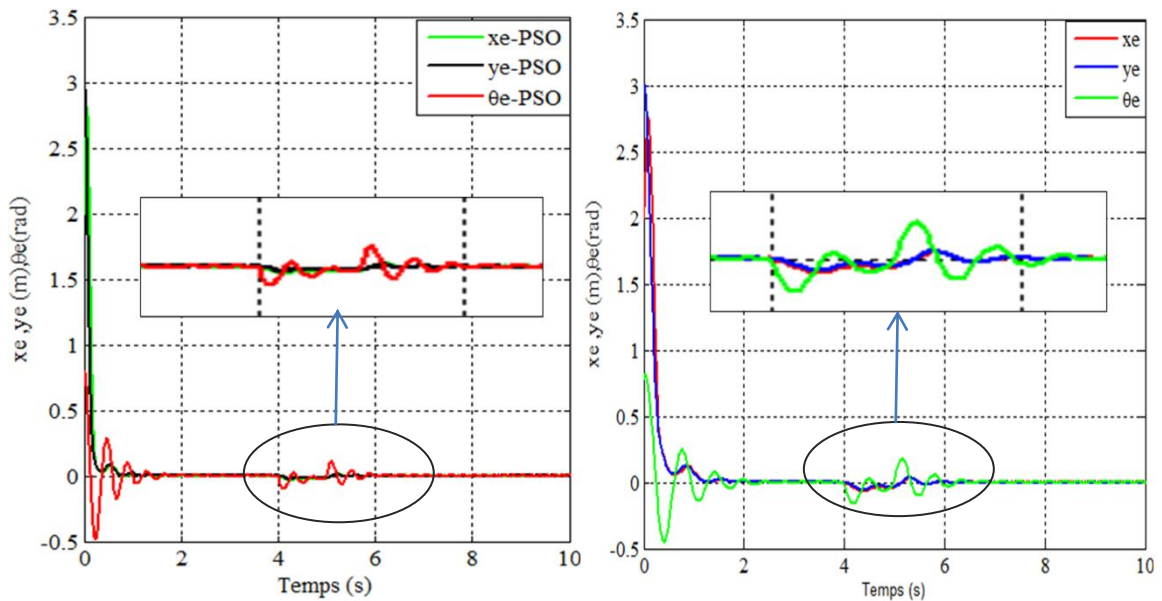 3.5
3
2.5
2
1.5
1
0.5
0
-0.5
xe ,ye (m),θe(rad)
xe-PSO
ye-PSO
θe-PSO
0 2 4 6 8 10
Temps (s)
3.5
3
2.5
2
1.5
1
0.5
0
-0.5
xe ,ye (m),θe(rad)
xe
ye
θe
0 2 4 6 8 10
Temps (s)